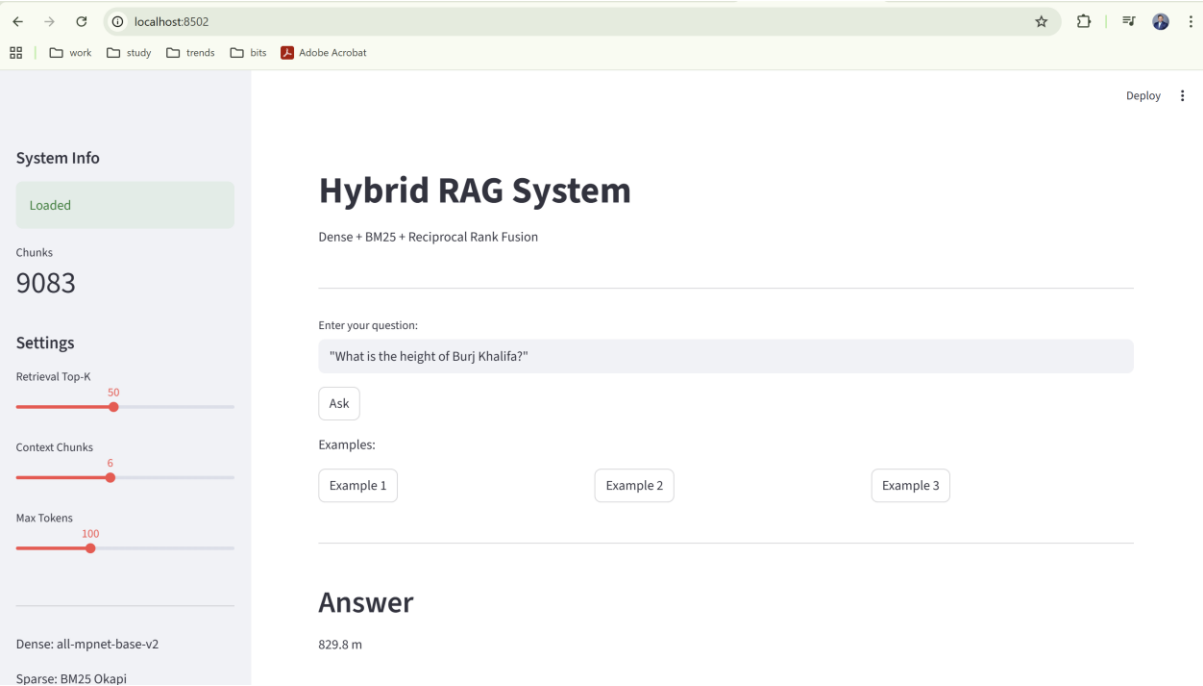 localhost:8502
work study trends bits Adobe Acrobat
Deploy
System Info
Loaded
Chunks
9083
Settings
Retrieval Top-K
50
Context Chunks
6
Max Tokens
100
Dense: all-mpnet-base-v2
Sparse: BM25 Okapi
Hybrid RAG System
Dense + BM25 + Reciprocal Rank Fusion
Enter your question:
"What is the height of Burj Khalifa?"
Ask
Examples:
Example 1 Example 2 Example 3
Answer
829.8 m